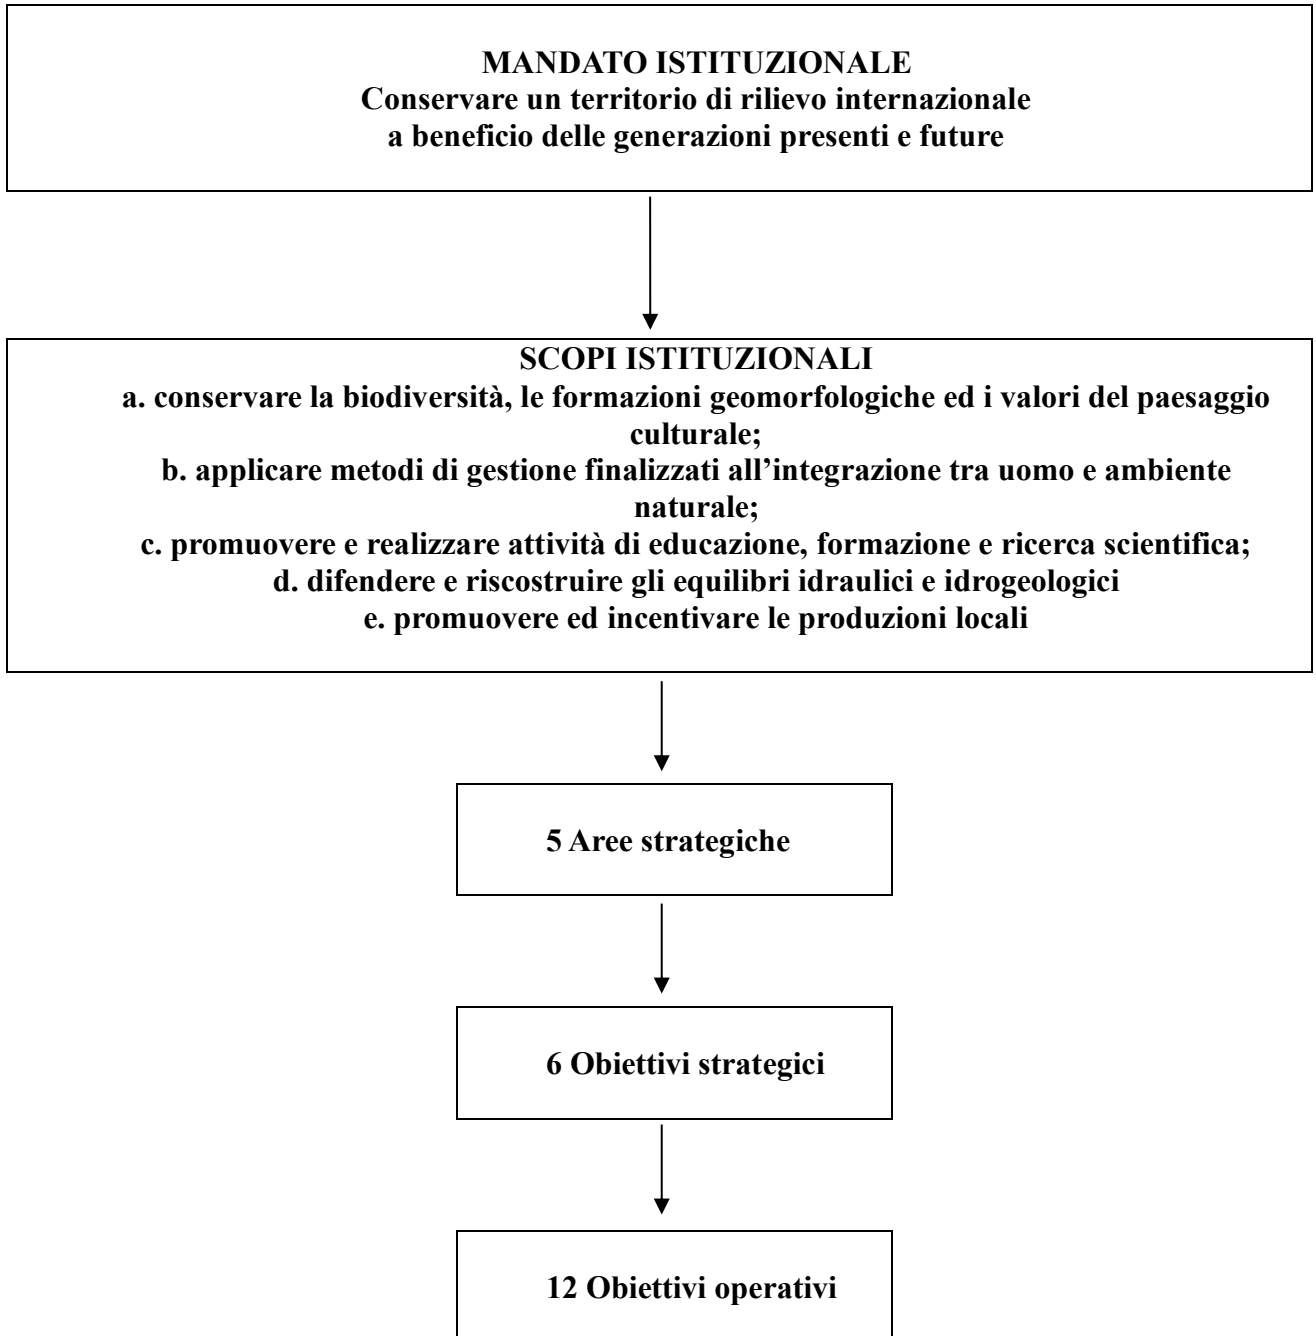 MANDATO ISTITUZIONALE
Conservare un territorio di rilievo internazionale
a beneficio delle generazioni presenti e future
SCOPI ISTITUZIONALI
a. conservare la biodiversità, le formazioni geomorfologiche ed i valori del paesaggio
culturale;
b. applicare metodi di gestione finalizzati all’integrazione tra uomo e ambiente
naturale;
c. promuovere e realizzare attività di educazione, formazione e ricerca scientifica;
d. difendere e riscostruire gli equilibri idraulici e idrogeologici
e. promuovere ed incentivare le produzioni locali
5 Aree strategiche
6 Obiettivi strategici
12 Obiettivi operativi